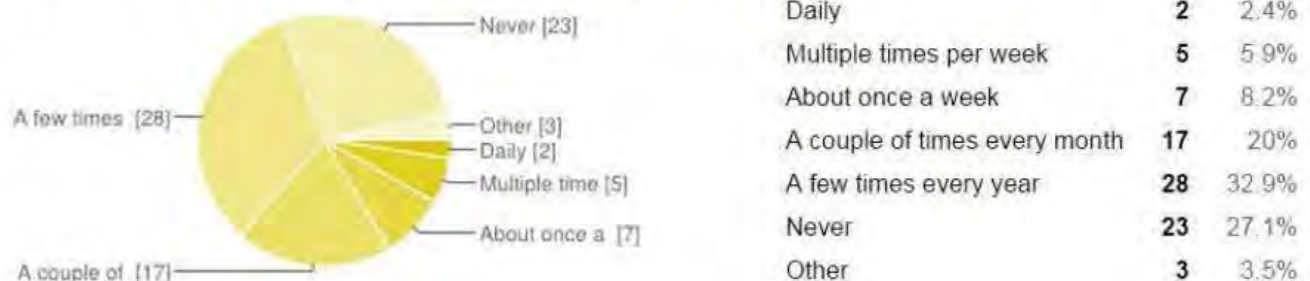 Never [23]
A few times [28]
Other [3]
Daily [2]
Multiple time [5]
About once a [7]
A couple of [17]
Daily 2 2.4%
Multiple times per week 5 5.9%
About once a week 7 8.2%
A couple of times every month 17 20%
A few times every year 28 32.9%
Never 23 27.1%
Other 3 3.5%